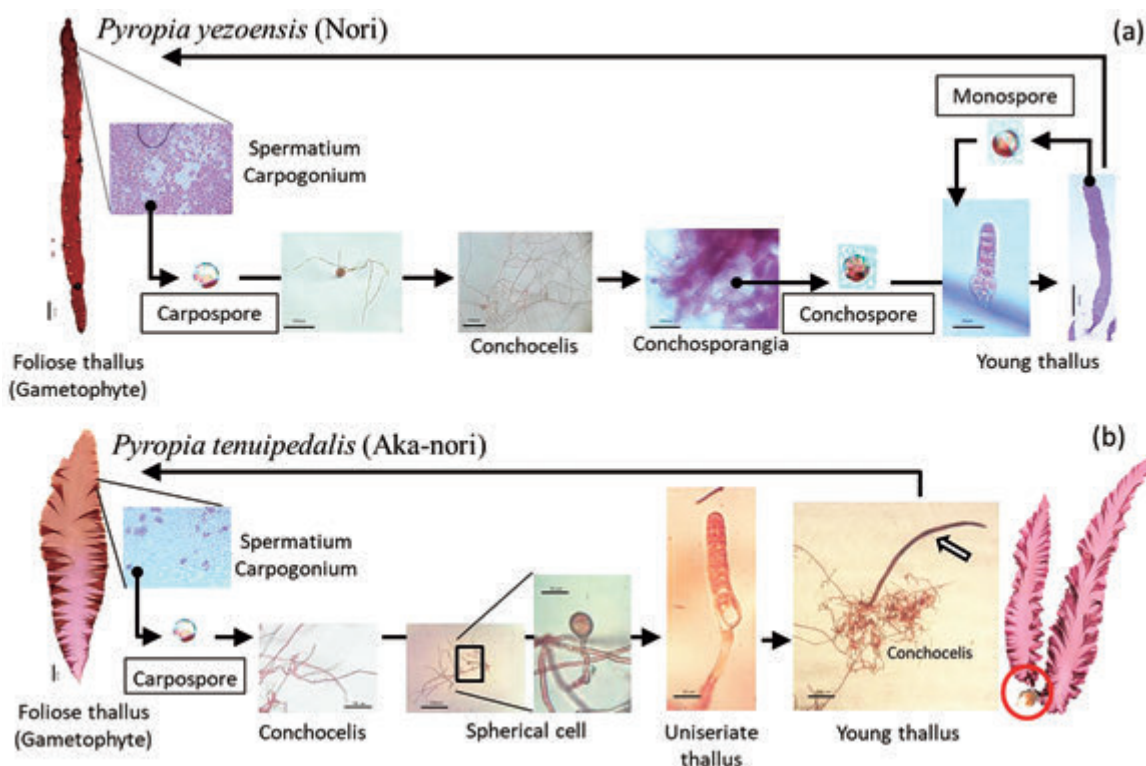 Pyropia yezoensis (Nori)
(a)
Monospore
Spermatium
Carpogonium
Carpospore
Conchospore
Conchocelis
Conchosporangia
Young thallus
Foliose thallus
(Gametophyte)
Pyropia tenuipedalis (Aka-nori)
(b)
Spermatium
Carpogonium
Carpospore
Conchocelis
Conchocelis
Spherical cell
Uniseriate
thallus
Young thallus
Foliose thallus
(Gametophyte)